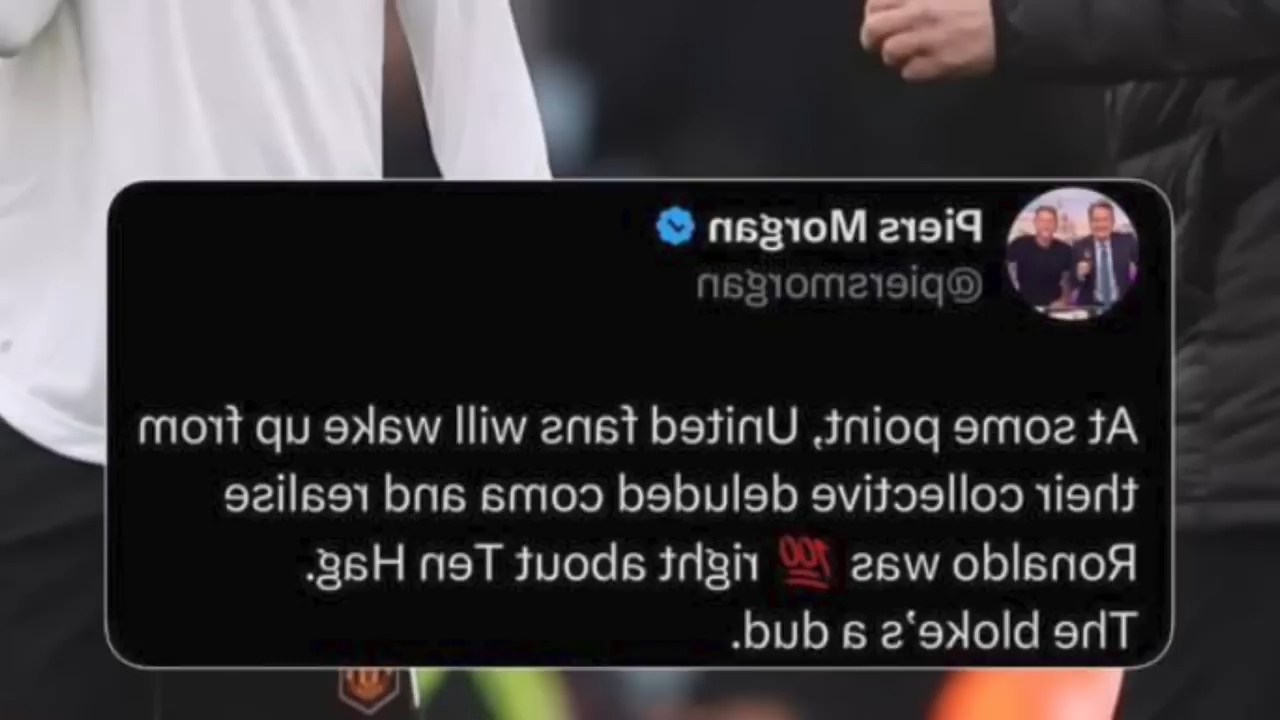 Piers Morgan
@piersmorgan
At some point, United fans will wake up from
their collective deluded coma and realise
Ronaldo was 💯 right about Ten Hag.
The bloke's a dud.